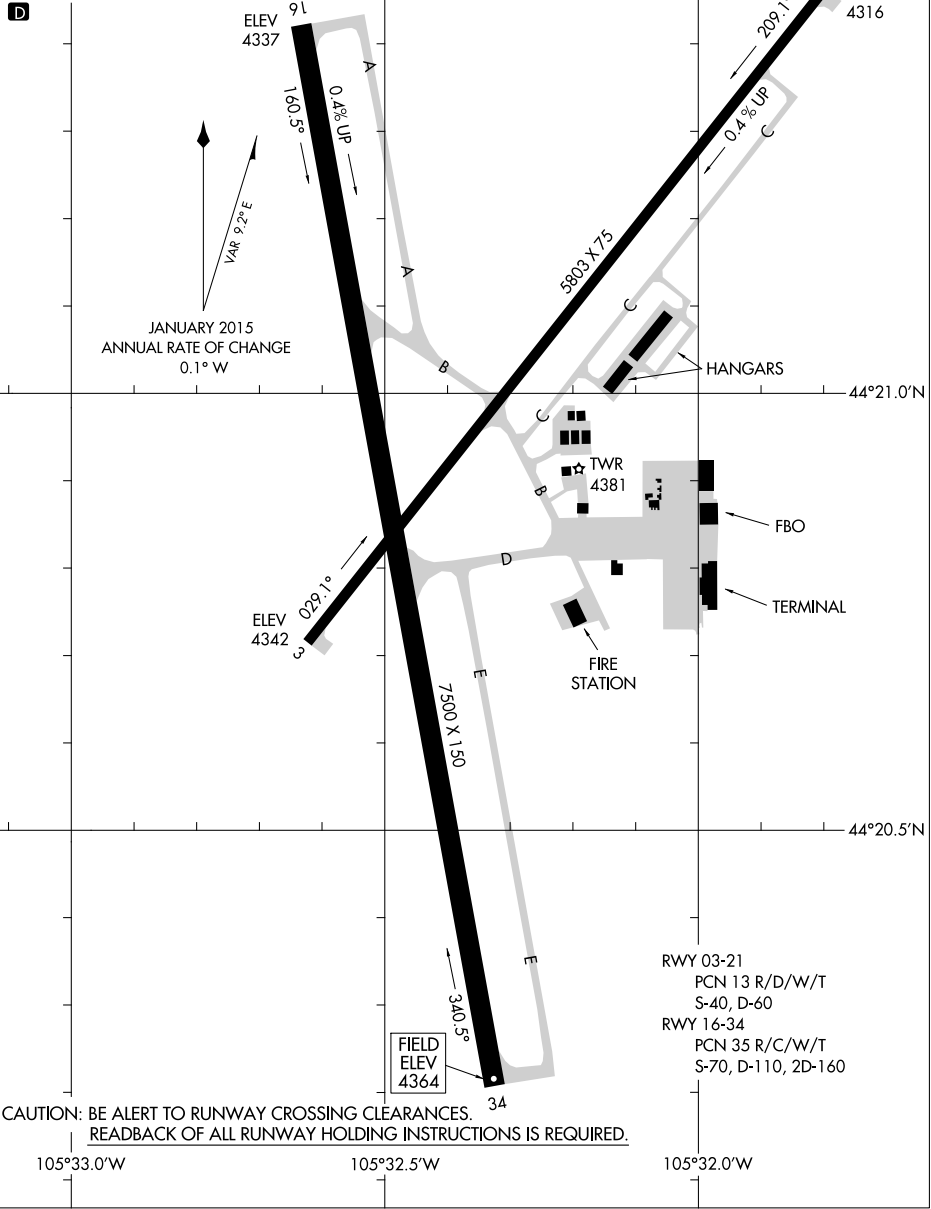 D
16
ELEV
4337
209.1°
4316
A
160.5°
0.4% UP
0.4 % UP
C
VAR 9.2° E
A
5803 X 75
C
JANUARY 2015
ANNUAL RATE OF CHANGE
0.1° W
B
HANGARS
44°21.0'N
C
TWR
4381
B
FBO
D
029.1°
ELEV
4342
3
TERMINAL
FIRE
STATION
E
7500 X 150
44°20.5'N
E
340.5°
RWY 03-21
PCN 13 R/D/W/T
S-40, D-60
RWY 16-34
PCN 35 R/C/W/T
S-70, D-110, 2D-160
FIELD
ELEV
4364
34
CAUTION: BE ALERT TO RUNWAY CROSSING CLEARANCES.
READBACK OF ALL RUNWAY HOLDING INSTRUCTIONS IS REQUIRED.
105°33.0'W
105°32.5'W
105°32.0'W